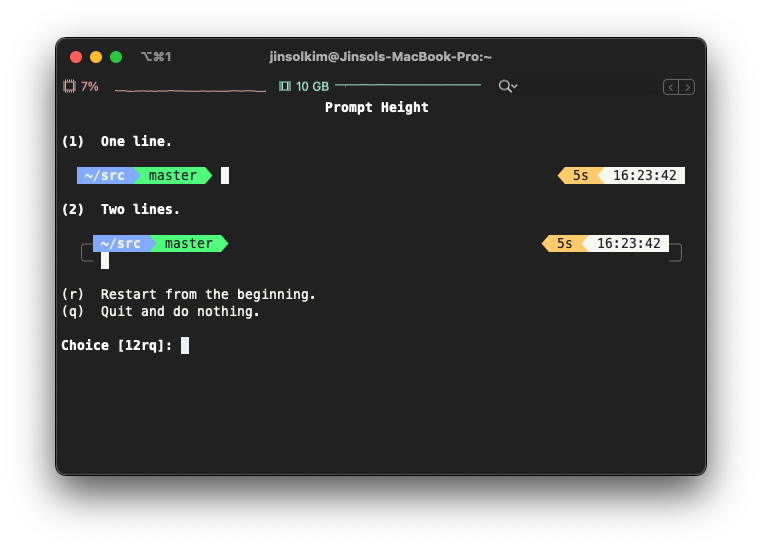 ⌥⌘1 jinsolkim@Jinsols-MacBook-Pro:~
7% 10 GB
Prompt Height
(1) One line.
~/src master 5s 16:23:42
(2) Two lines.
~/src master 5s 16:23:42
(r) Restart from the beginning.
(q) Quit and do nothing.
Choice [12rq]: